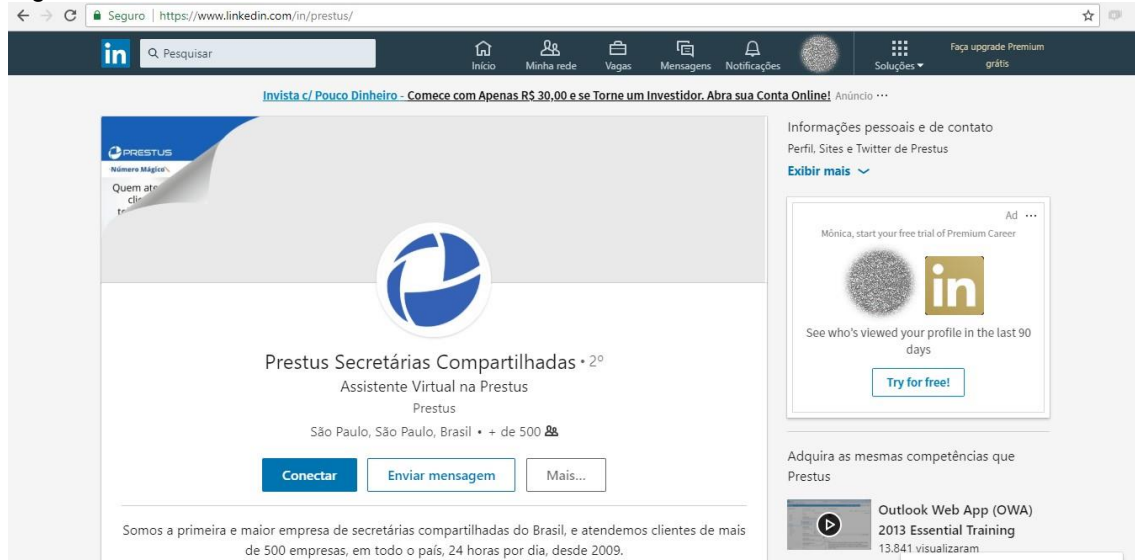 Seguro | https://www.linkedin.com/in/prestus/
in
Pesquisar
Início
Minha rede
Vagas
Mensagens
Notificações
Soluções
Faça upgrade Premium
grátis
Invista c/ Pouco Dinheiro - Comece com Apenas R$ 30,00 e se Torne um Investidor. Abra sua Conta Online! Anúncio ...
PRESTUS
Número Mágico
Quem
Prestus Secretárias Compartilhadas • 2º
Assistente Virtual na Prestus
Prestus
São Paulo, São Paulo, Brasil • + de 500
Conectar
Enviar mensagem
Mais...
Somos a primeira e maior empresa de secretárias compartilhadas do Brasil, e atendemos clientes de mais
de 500 empresas, em todo o país, 24 horas por dia, desde 2009.
Informações pessoais e de contato
Perfil, Sites e Twitter de Prestus
Exibir mais
Ad ...
Mônica, start your free trial of Premium Career
in
See who's viewed your profile in the last 90
days
Try for free!
Adquira as mesmas competências que
Prestus
Outlook Web App (OWA)
2013 Essential Training
13.841 visualizaram